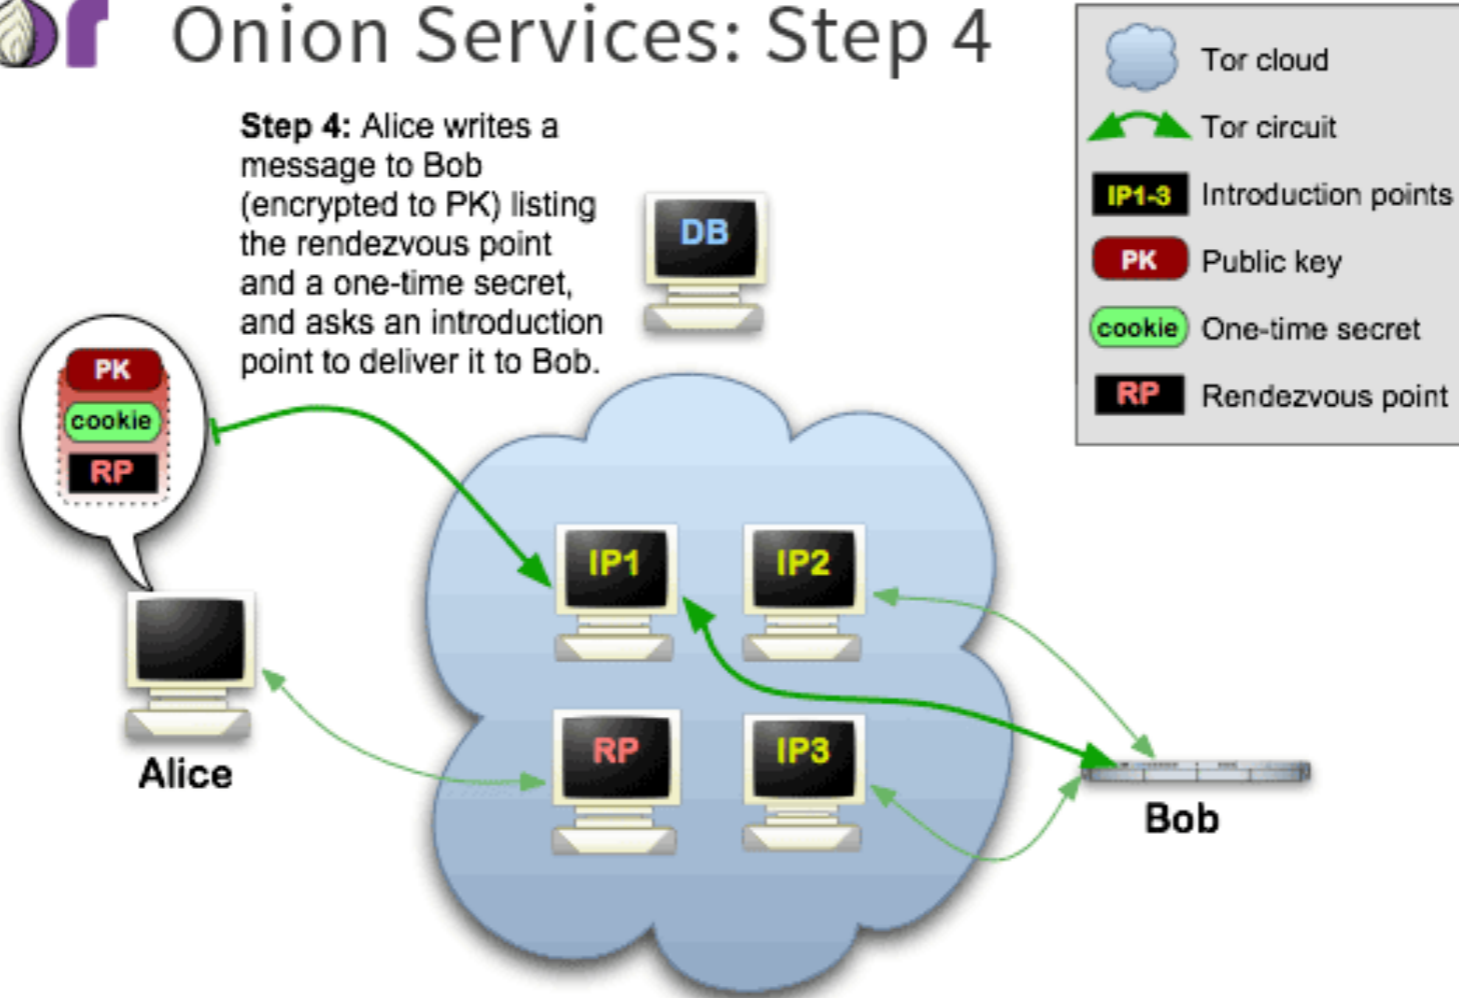 or Onion Services: Step 4
Step 4: Alice writes a
message to Bob
(encrypted to PK) listing
the rendezvous point
and a one-time secret,
and asks an introduction
point to deliver it to Bob.
Tor cloud
Tor circuit
IP1-3 Introduction points
PK Public key
cookie One-time secret
RP Rendezvous point
DB
PK
cookie
RP
IP1 IP2
RP IP3
Alice
Bob